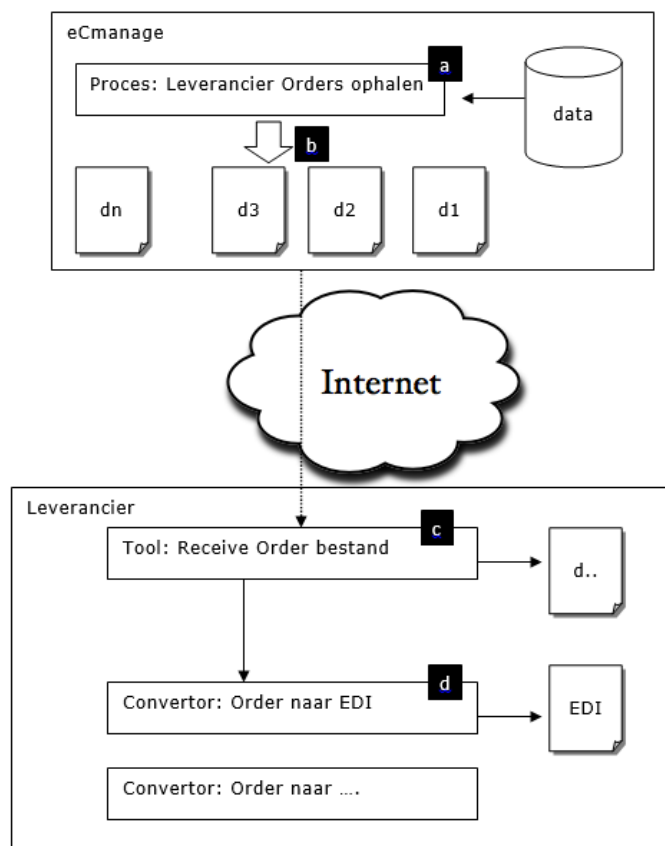 eCmanage
a
Proces: Leverancier Orders ophalen
data
b
dn
d3
d2
d1
Internet
Leverancier
c
Tool: Receive Order bestand
d..
d
Convertor: Order naar EDI
EDI
Convertor: Order naar ....